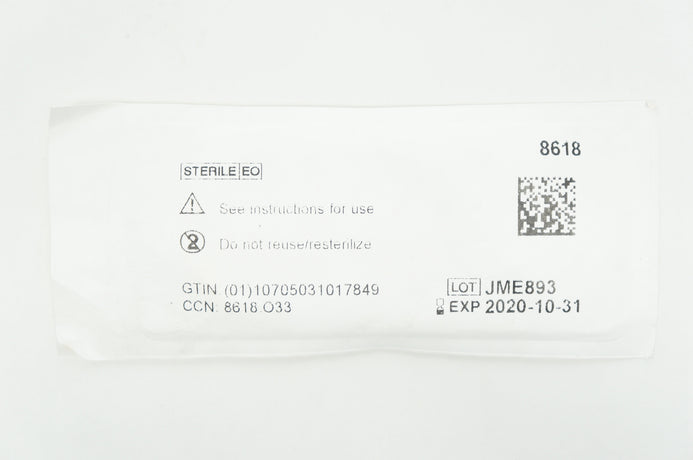 8618
STERILE EO
See instructions for use
2 Do not reuse/resterilize
GTIN: (01)10705031017849
CCN: 8618.O33
LOT JME893
EXP 2020-10-31